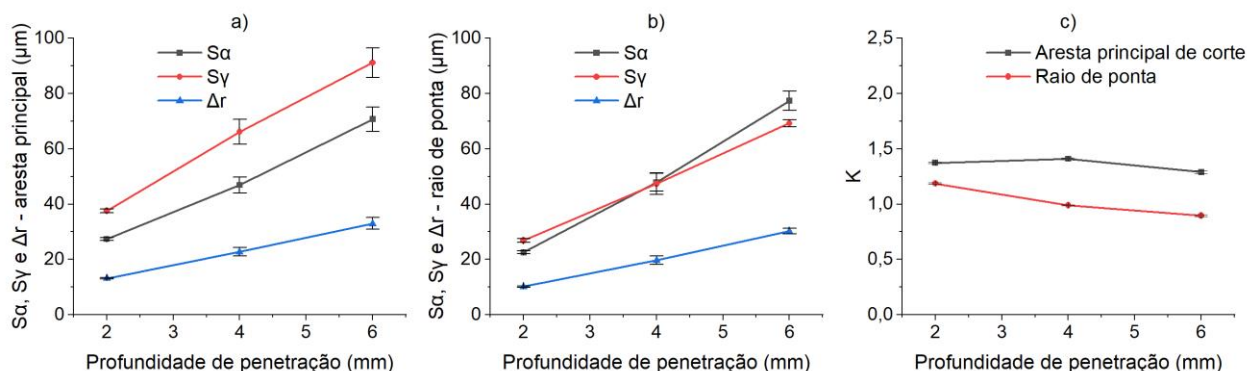 a)
Sα, Sγ e Δr - aresta principal (µm)
100
80
60
40
20
0
Sα
Sγ
Δr
2 3 4 5 6
Profundidade de penetração (mm)
b)
Sα, Sγ e Δr - raio de ponta (µm)
100
80
60
40
20
0
Sα
Sγ
Δr
2 3 4 5 6
Profundidade de penetração (mm)
c)
K
2,5
2,0
1,5
1,0
0,5
0,0
Aresta principal de corte
Raio de ponta
2 3 4 5 6
Profundidade de penetração (mm)